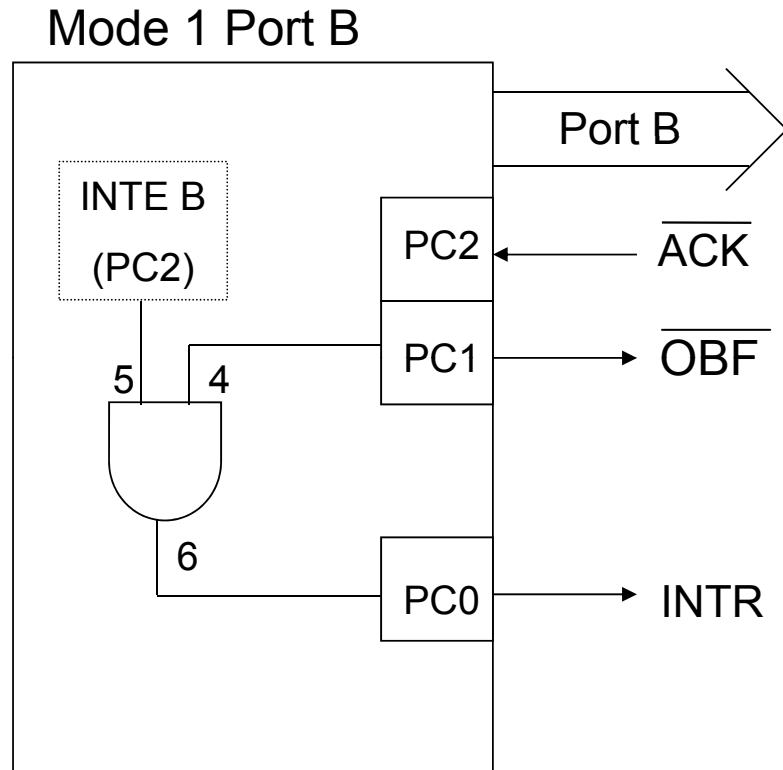 Mode 1 Port B
Port B
INTE B
(PC2)
PC2
ACK
PC1
OBF
5
4
6
PC0
INTR